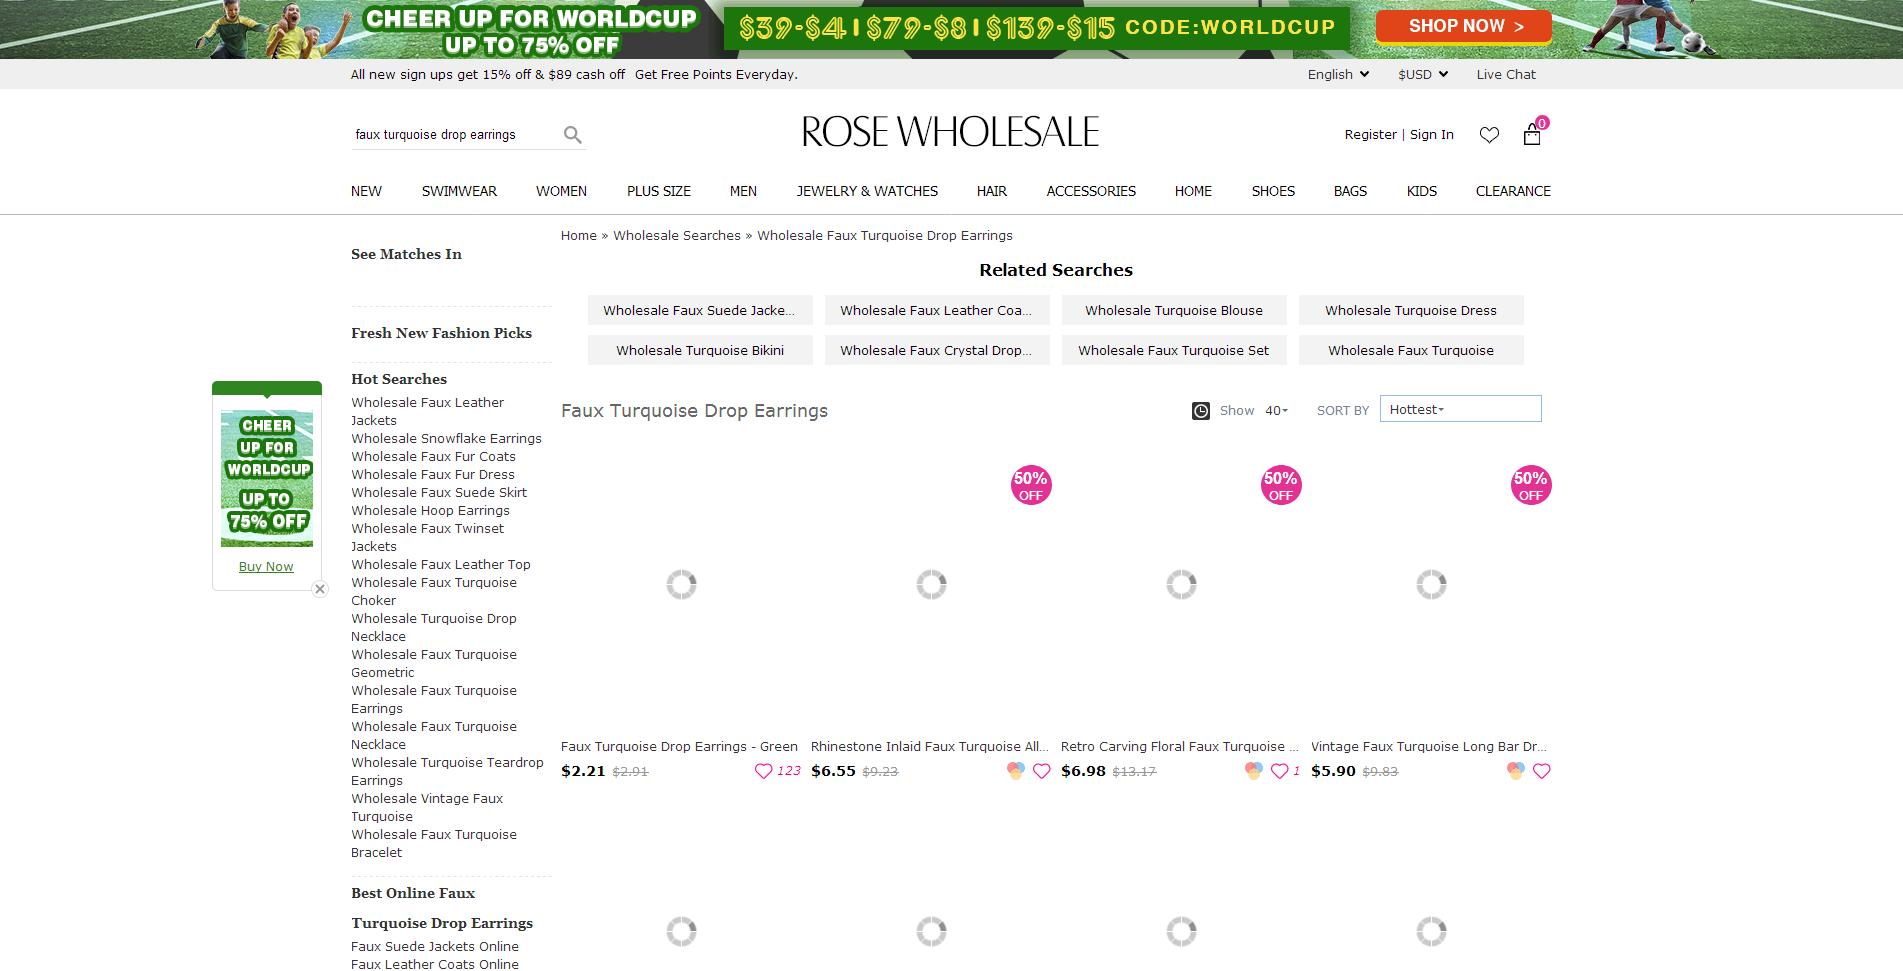 CHEER UP FOR WORLDCUP
UP TO 75% OFF
$39-$4 | $79-$8 | $139-$15 CODE:WORLDCUP
SHOP NOW >
All new sign ups get 15% off & $89 cash off Get Free Points Everyday.
English $USD Live Chat
faux turquoise drop earrings
ROSE WHOLESALE
Register | Sign In
0
NEW SWIMWEAR WOMEN PLUS SIZE MEN JEWELRY & WATCHES HAIR ACCESSORIES HOME SHOES BAGS KIDS CLEARANCE
Home » Wholesale Searches » Wholesale Faux Turquoise Drop Earrings
See Matches In
Fresh New Fashion Picks
Hot Searches
Wholesale Faux Leather
Jackets
Wholesale Snowflake Earrings
Wholesale Faux Fur Coats
Wholesale Faux Fur Dress
Wholesale Faux Suede Skirt
Wholesale Hoop Earrings
Wholesale Faux Twinset
Jackets
Wholesale Faux Leather Top
Wholesale Faux Turquoise
Choker
Wholesale Turquoise Drop
Necklace
Wholesale Faux Turquoise
Geometric
Wholesale Faux Turquoise
Earrings
Wholesale Faux Turquoise
Necklace
Wholesale Turquoise Teardrop
Earrings
Wholesale Vintage Faux
Turquoise
Wholesale Faux Turquoise
Bracelet
Best Online Faux
Turquoise Drop Earrings
Faux Suede Jackets Online
Faux Leather Coats Online
CHEER
UP FOR
WORLDCUP
UP TO
75% OFF
Buy Now
Related Searches
Wholesale Faux Suede Jacke... Wholesale Faux Leather Coa... Wholesale Turquoise Blouse Wholesale Turquoise Dress
Wholesale Turquoise Bikini Wholesale Faux Crystal Drop... Wholesale Faux Turquoise Set Wholesale Faux Turquoise
Faux Turquoise Drop Earrings
Show 40 SORT BY Hottest
50% OFF
50% OFF
50% OFF
Faux Turquoise Drop Earrings - Green
$2.21 $2.91 123
Rhinestone Inlaid Faux Turquoise All...
$6.55 $9.23
Retro Carving Floral Faux Turquoise ...
$6.98 $13.17 1
Vintage Faux Turquoise Long Bar Dr...
$5.90 $9.83